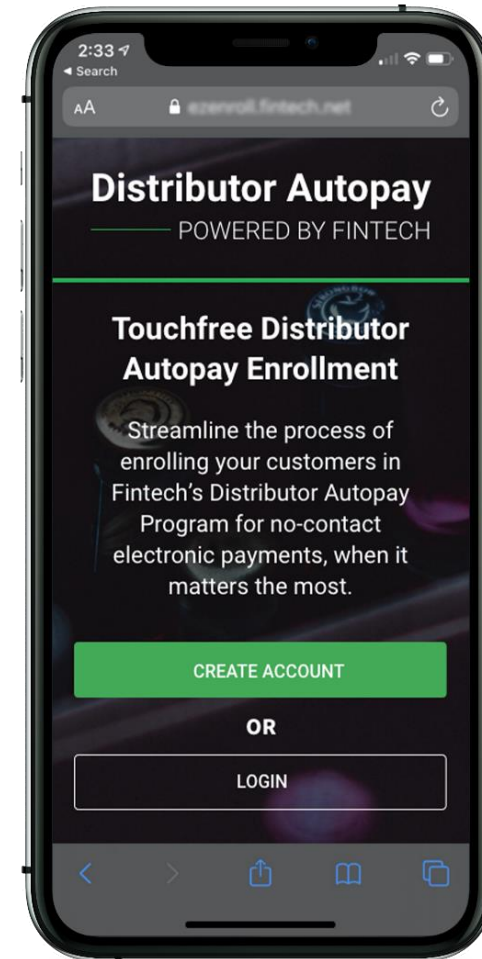 2:33
Search
AA
ezenroll.fintech.net
Distributor Autopay
POWERED BY FINTECH
Touchfree Distributor
Autopay Enrollment
Streamline the process of
enrolling your customers in
Fintech's Distributor Autopay
Program for no-contact
electronic payments, when it
matters the most.
CREATE ACCOUNT
OR
LOGIN